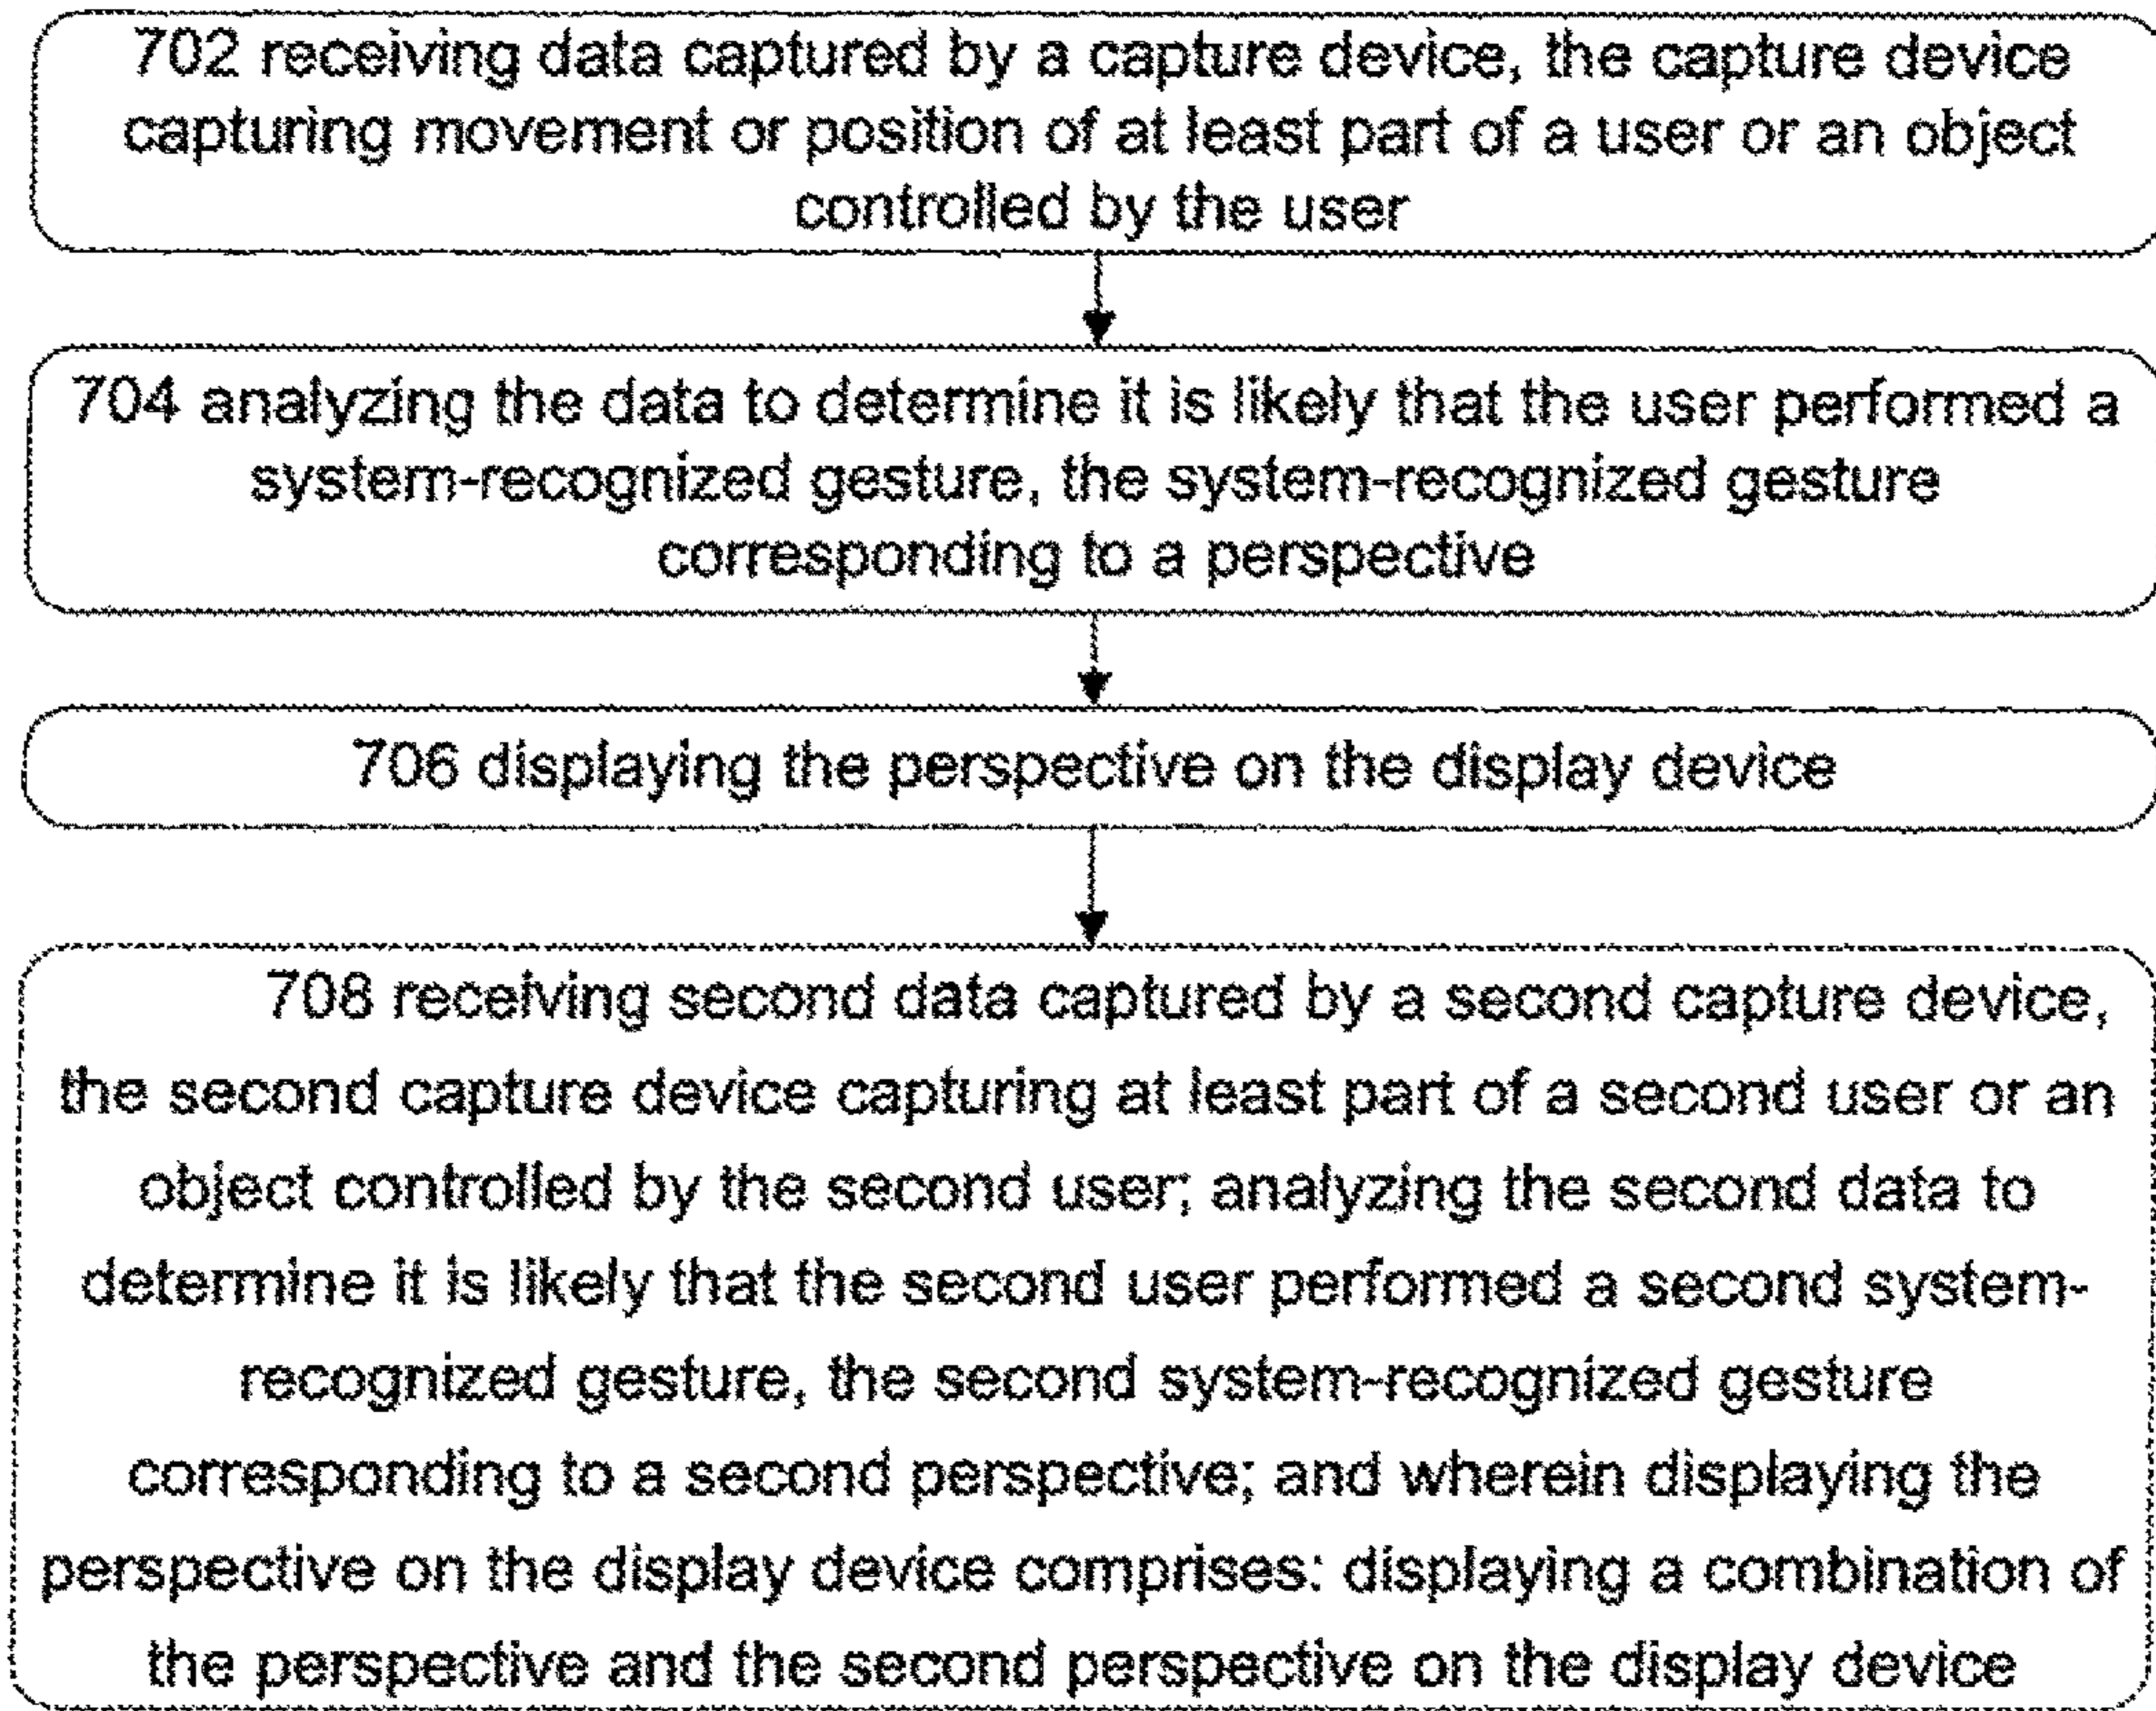 702 receiving data captured by a capture device, the capture device
capturing movement or position of at least part of a user or an object
controlled by the user
704 analyzing the data to determine it is likely that the user performed a
system-recognized gesture, the system-recognized gesture
corresponding to a perspective
706 displaying the perspective on the display device
708 receiving second data captured by a second capture device,
the second capture device capturing at least part of a second user or an
object controlled by the second user; analyzing the second data to
determine it is likely that the second user performed a second system-
recognized gesture, the second system-recognized gesture
corresponding to a second perspective; and wherein displaying the
perspective on the display device comprises: displaying a combination of
the perspective and the second perspective on the display device